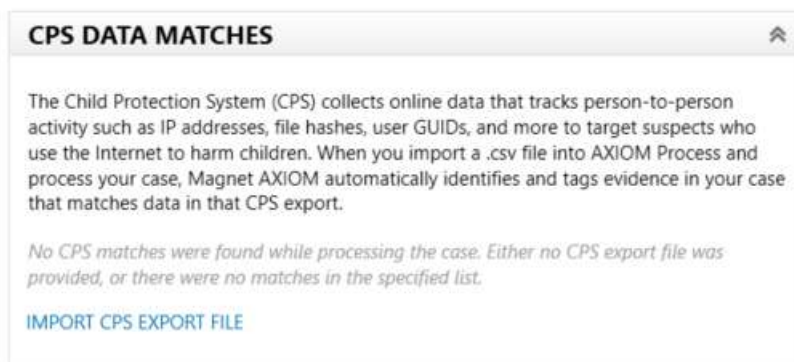 CPS DATA MATCHES
The Child Protection System (CPS) collects online data that tracks person-to-person
activity such as IP addresses, file hashes, user GUIDs, and more to target suspects who
use the Internet to harm children. When you import a .csv file into AXIOM Process and
process your case, Magnet AXIOM automatically identifies and tags evidence in your case
that matches data in that CPS export.
No CPS matches were found while processing the case. Either no CPS export file was
provided, or there were no matches in the specified list.
IMPORT CPS EXPORT FILE